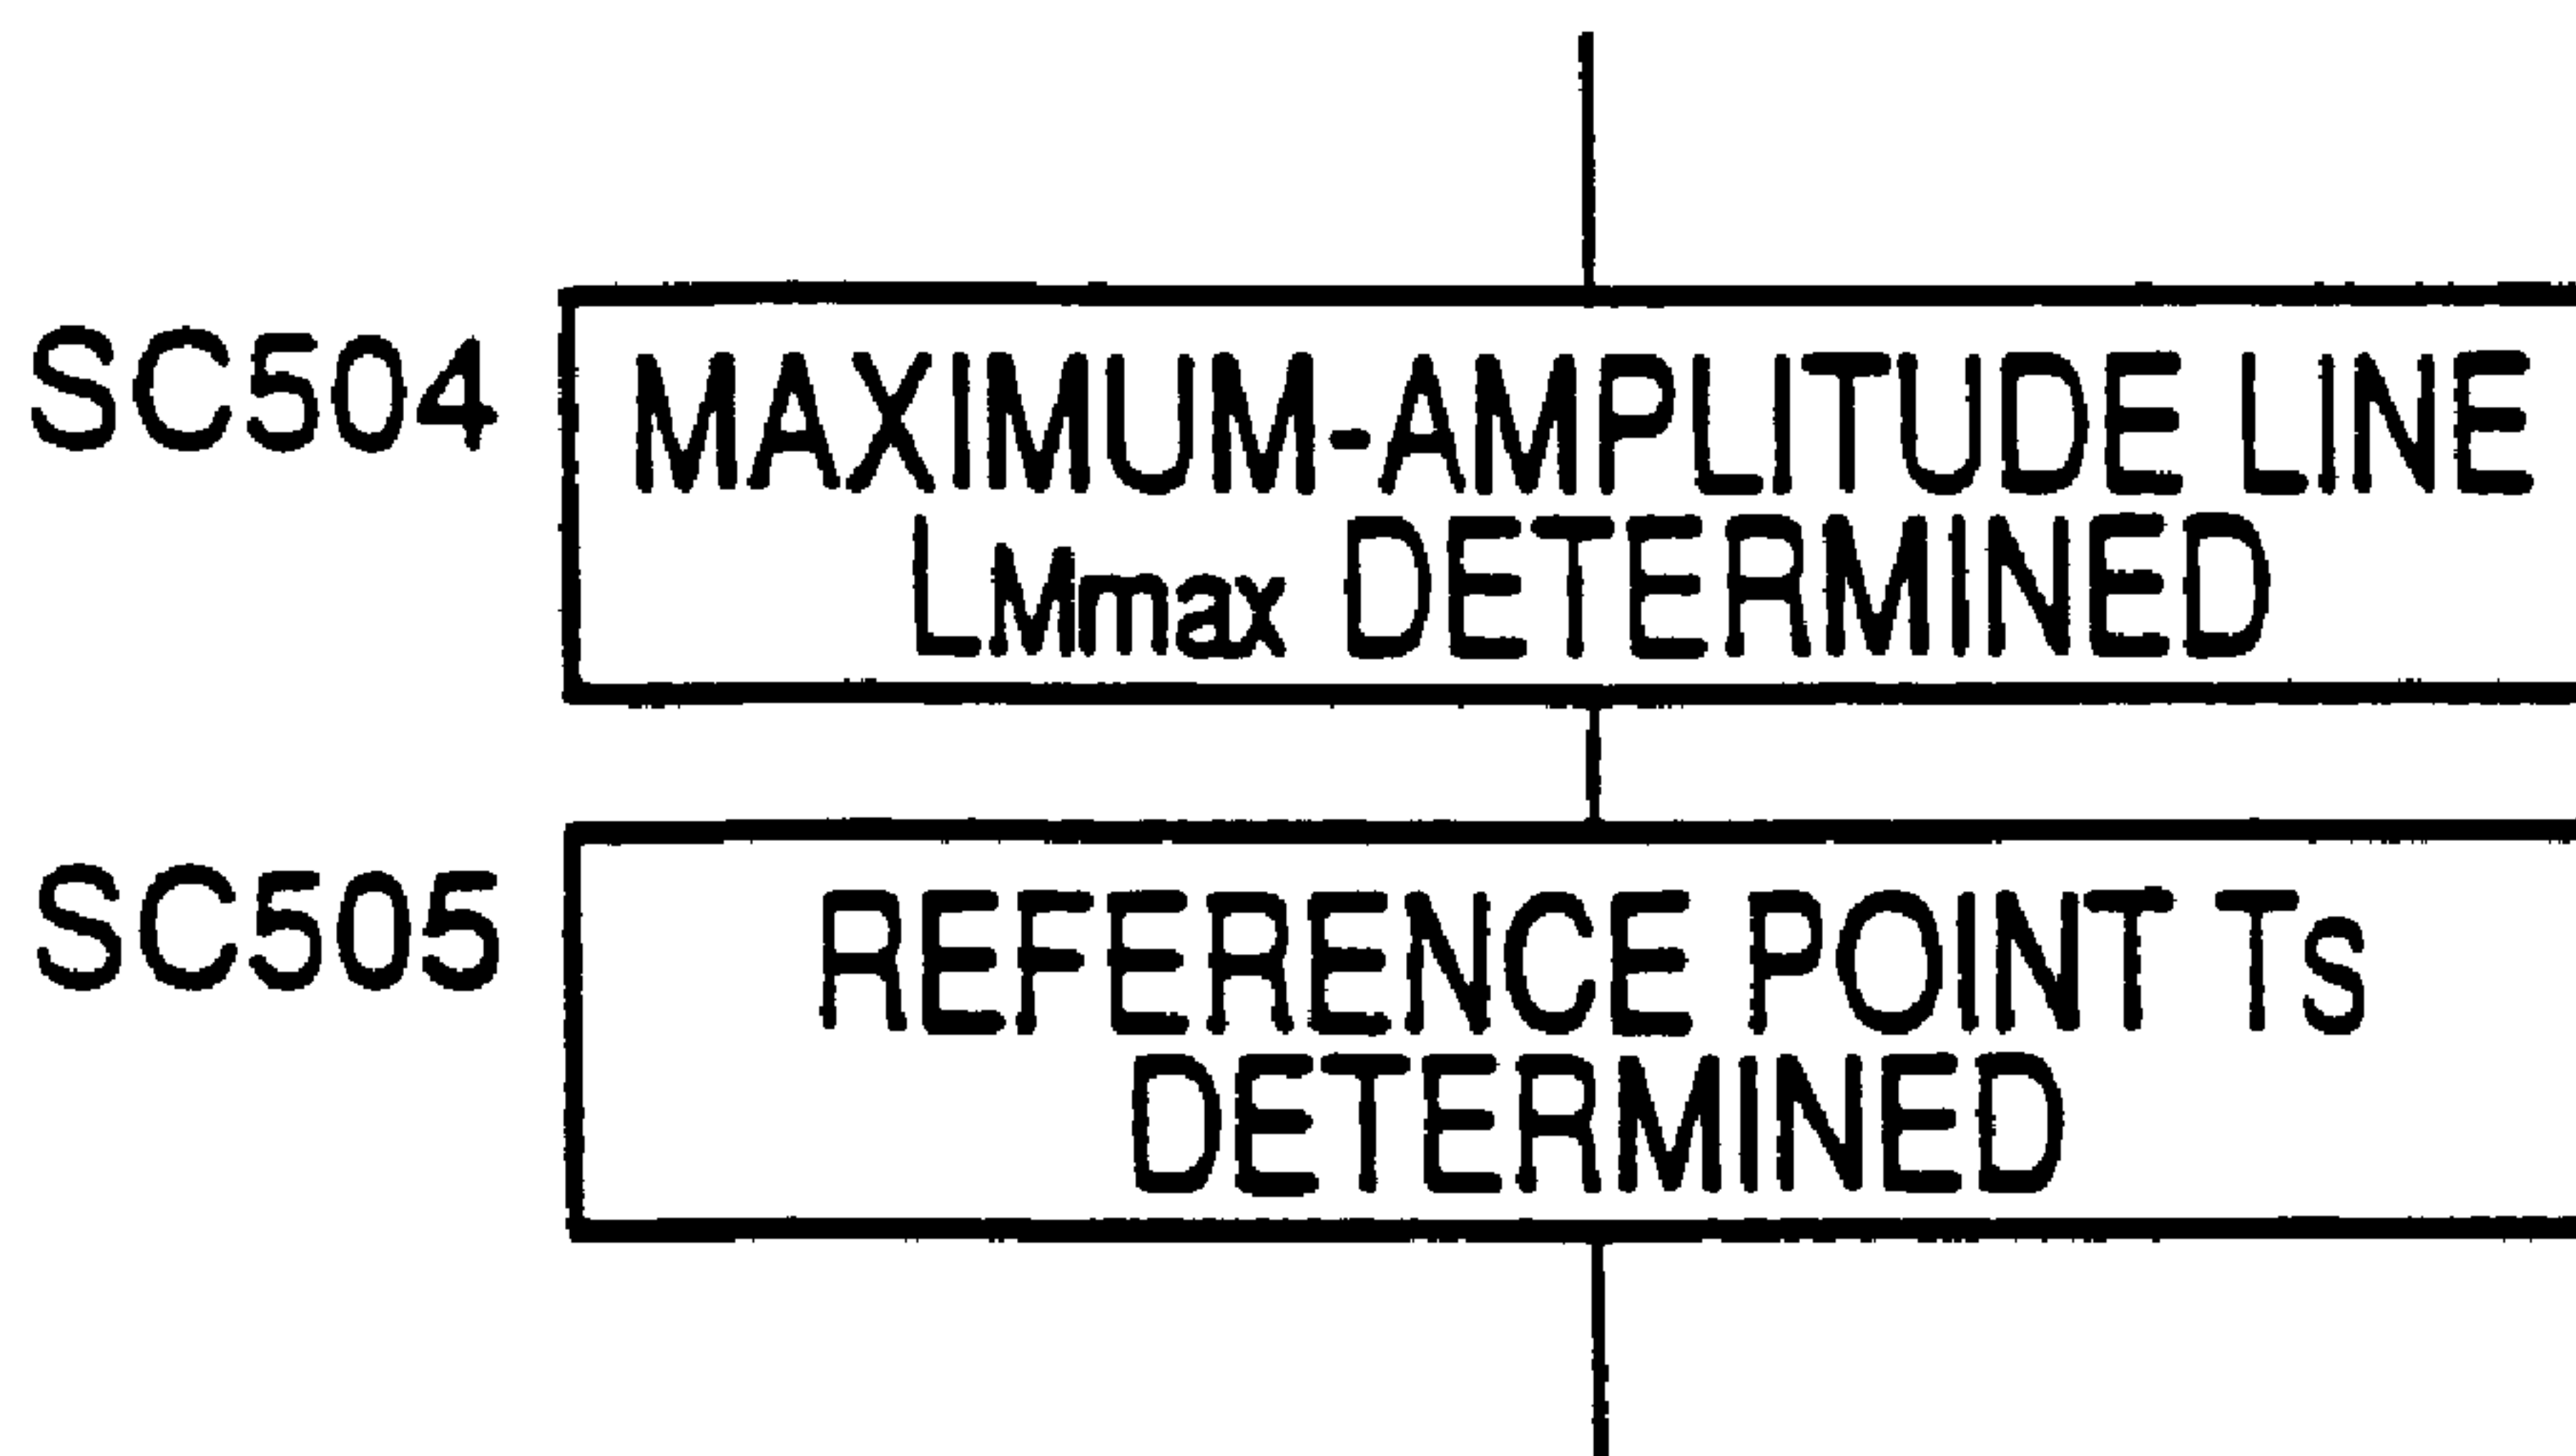 SC504
MAXIMUM-AMPLITUDE LINE
LMmax DETERMINED
SC505
REFERENCE POINT Ts
DETERMINED